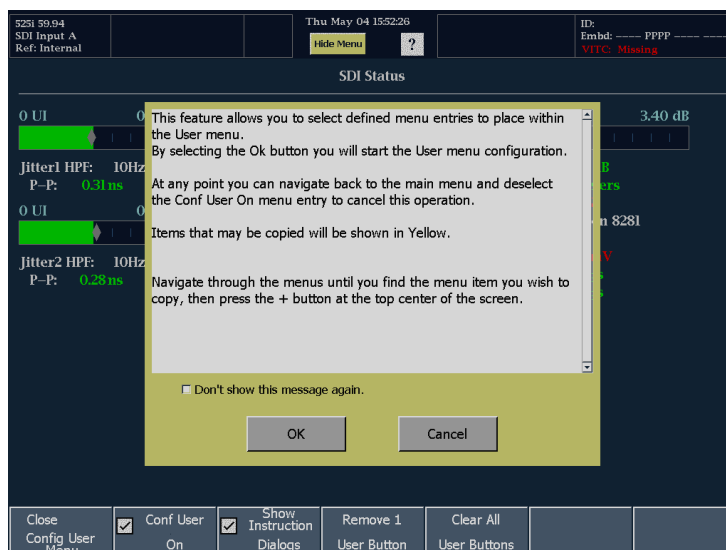 525i 59.94
SDI Input A
Ref: Internal
Thu May 04 15:52:26
Hide Menu
?
ID:
Embd: ---- PPPP ---- ----
VITC: Missing
SDI Status
0 UI
0
3.40 dB
This feature allows you to select defined menu entries to place within
the User menu.
By selecting the Ok button you will start the User menu configuration.
At any point you can navigate back to the main menu and deselect
the Conf User On menu entry to cancel this operation.
Items that may be copied will be shown in Yellow.
Navigate through the menus until you find the menu item you wish to
copy, then press the + button at the top center of the screen.
Jitter1 HPF: 10Hz
P-P: 0.31ns
0 UI
0
Jitter2 HPF: 10Hz
P-P: 0.28ns
B
ers
n 8281
V
s
s
Don't show this message again.
OK
Cancel
Close
Config User
Menu
Conf User
On
Show
Instruction
Dialogs
Remove 1
User Button
Clear All
User Buttons